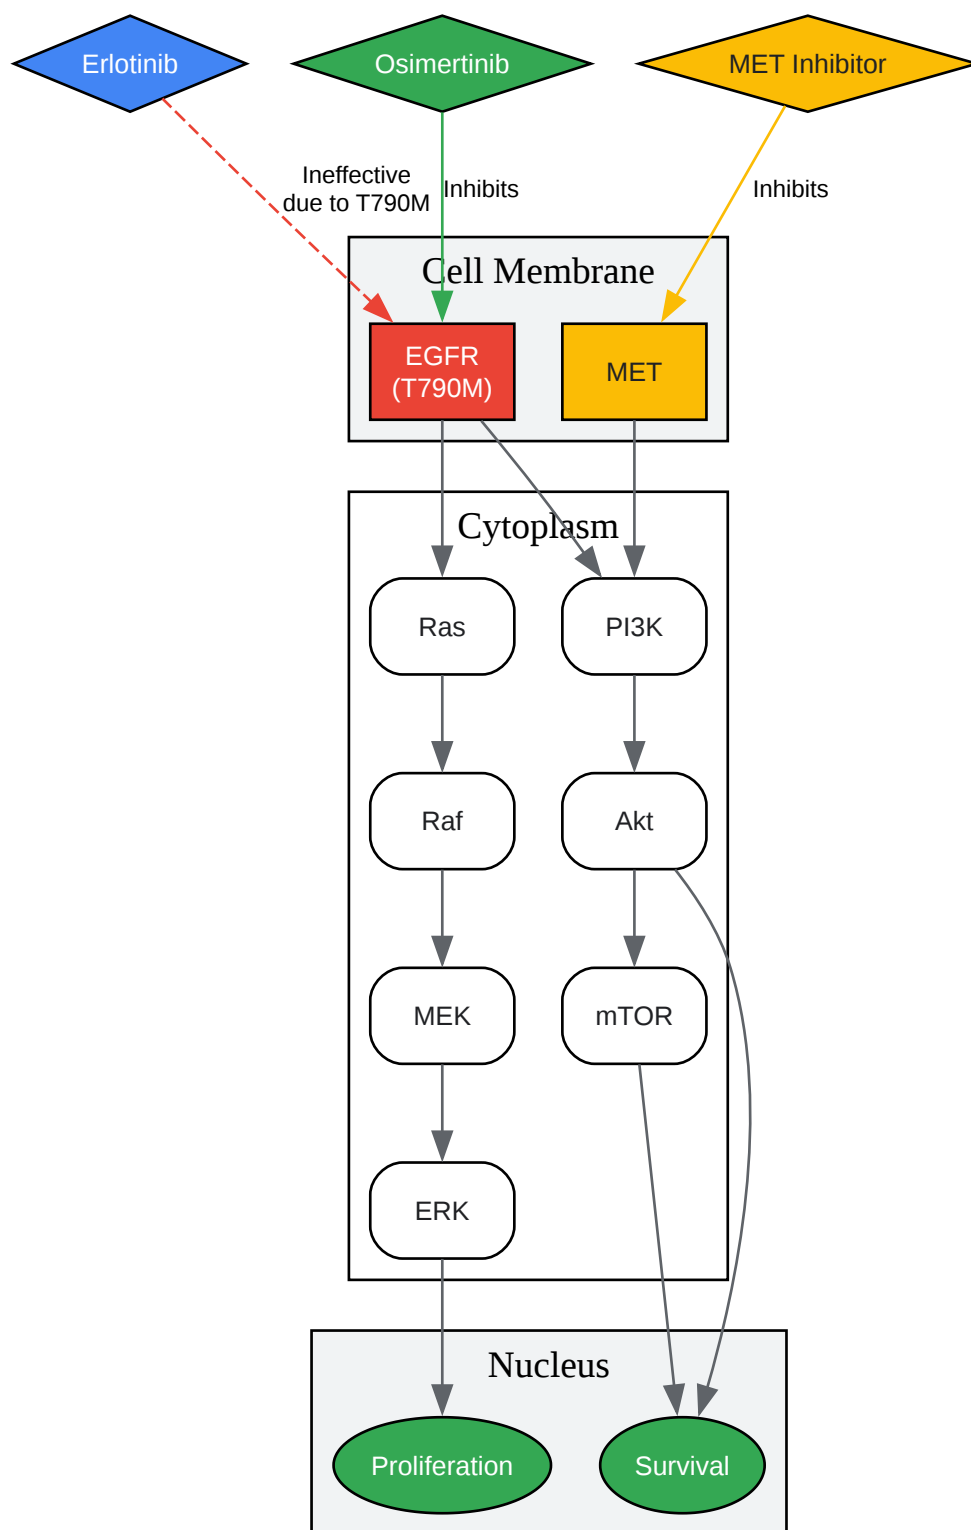 Erlotinib
Osimertinib
MET Inhibitor
Ineffective
due to T790M
Inhibits
Inhibits
Cell Membrane
EGFR
(T790M)
MET
Cytoplasm
Ras
PI3K
Raf
Akt
MEK
mTOR
ERK
Nucleus
Proliferation
Survival